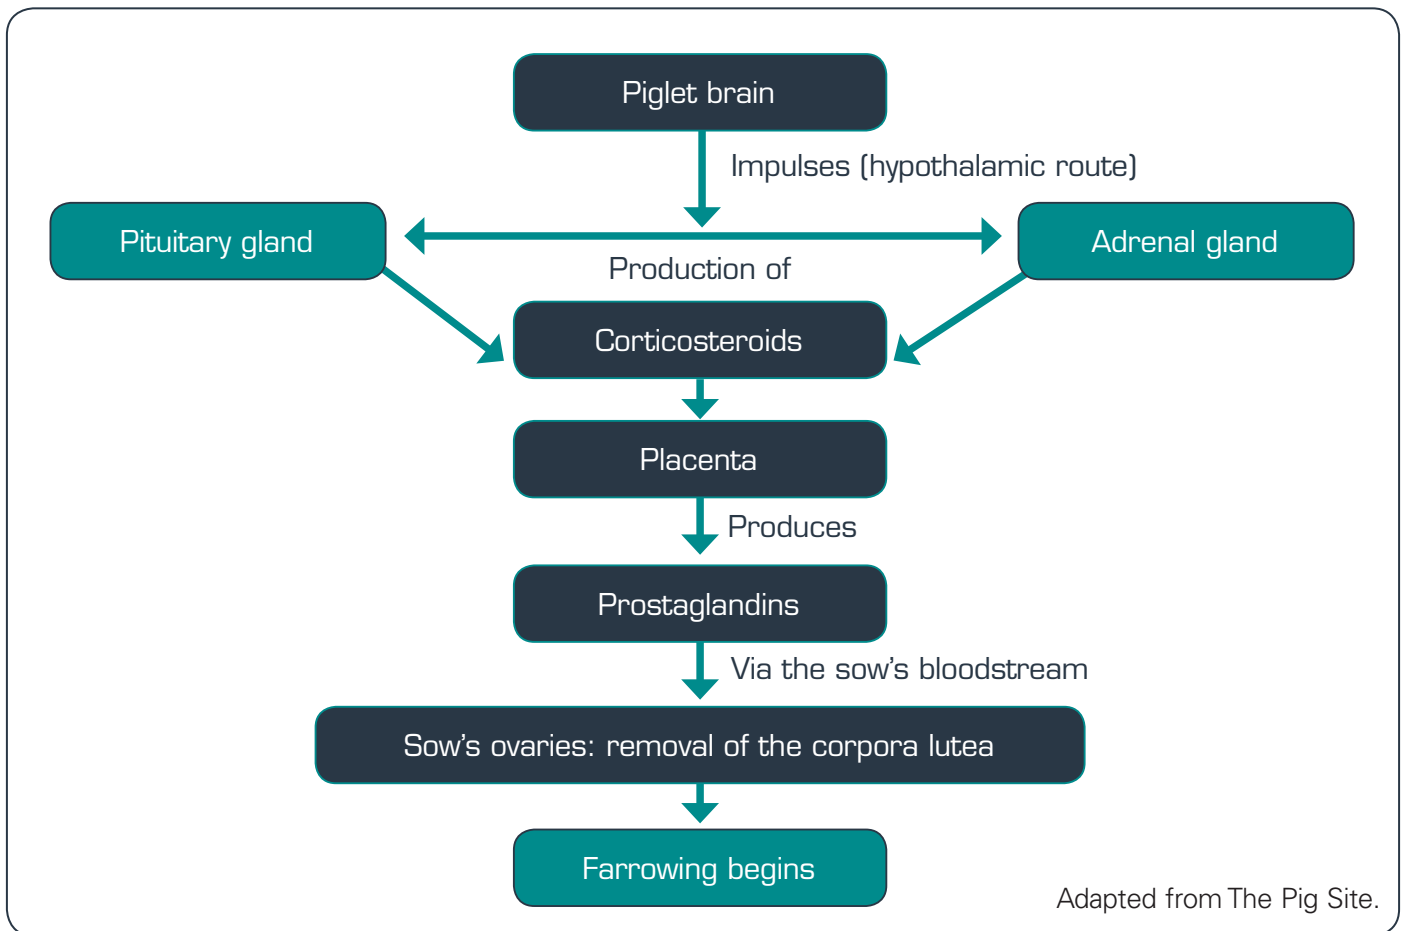 Piglet brain
Impulses (hypothalamic route)
Pituitary gland
Adrenal gland
Production of
Corticosteroids
Placenta
Produces
Prostaglandins
Via the sow’s bloodstream
Sow’s ovaries: removal of the corpora lutea
Farrowing begins
Adapted from The Pig Site.